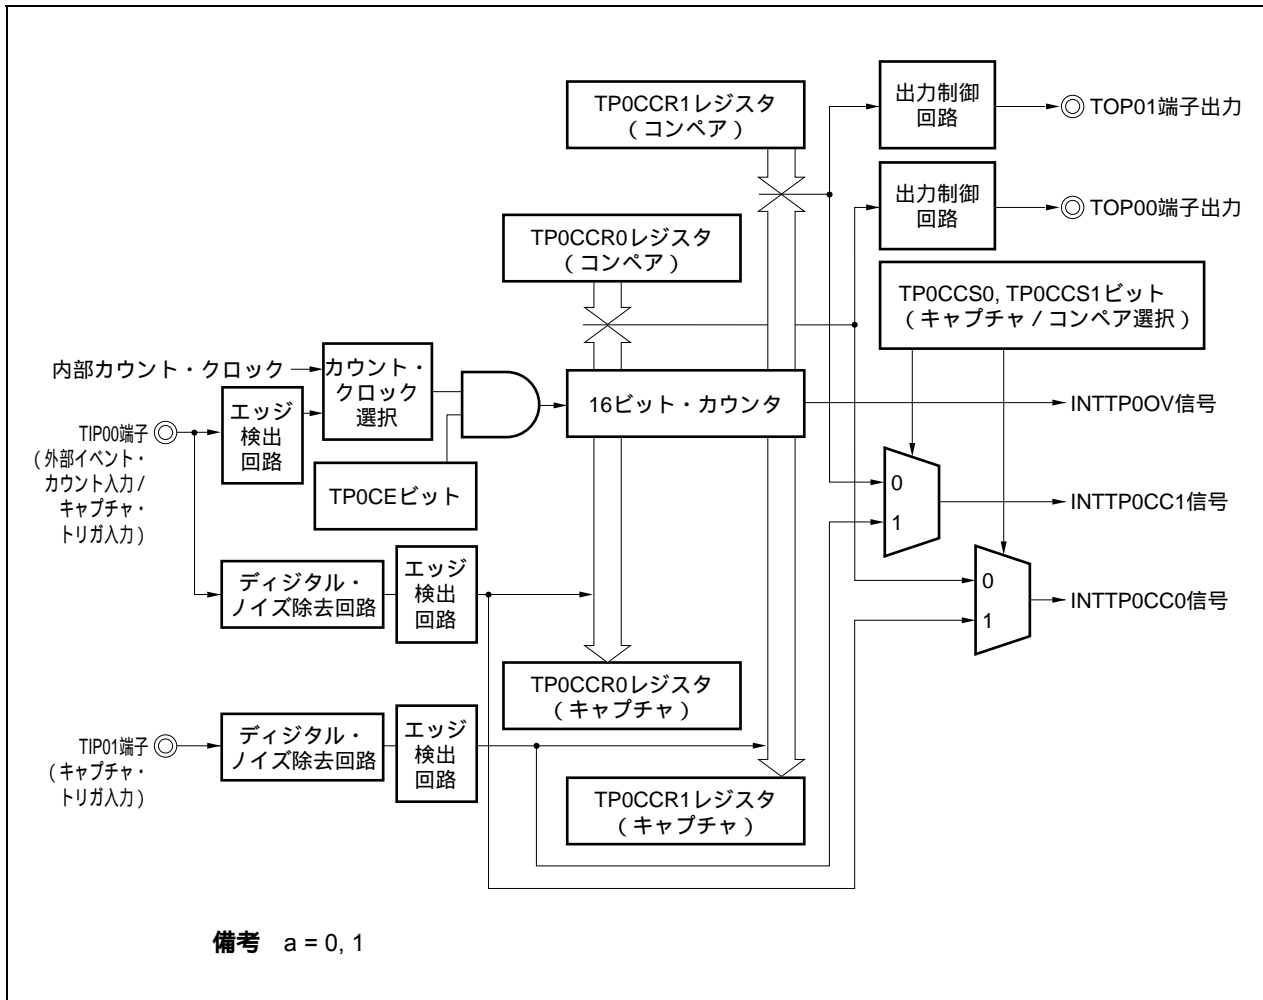 TP0CCR1レジスタ
（コンペア）
出力制御
回路
TOP01端子出力
出力制御
回路
TOP00端子出力
TP0CCR0レジスタ
（コンペア）
TP0CCS0, TP0CCS1ビット
（キャプチャ / コンペア選択）
内部カウント・クロック
カウント・
クロック
選択
16ビット・カウンタ
INTTP0OV信号
TIP00端子
（外部イベント・
カウント入力 /
キャプチャ・
トリガ入力）
エッジ
検出
回路
TP0CEビット
0
1
INTTP0CC1信号
ディジタル・
ノイズ除去回路
エッジ
検出
回路
0
1
INTTP0CC0信号
TP0CCR0レジスタ
（キャプチャ）
TIP01端子
（キャプチャ・
トリガ入力）
ディジタル・
ノイズ除去回路
エッジ
検出
回路
TP0CCR1レジスタ
（キャプチャ）
備考 a = 0, 1